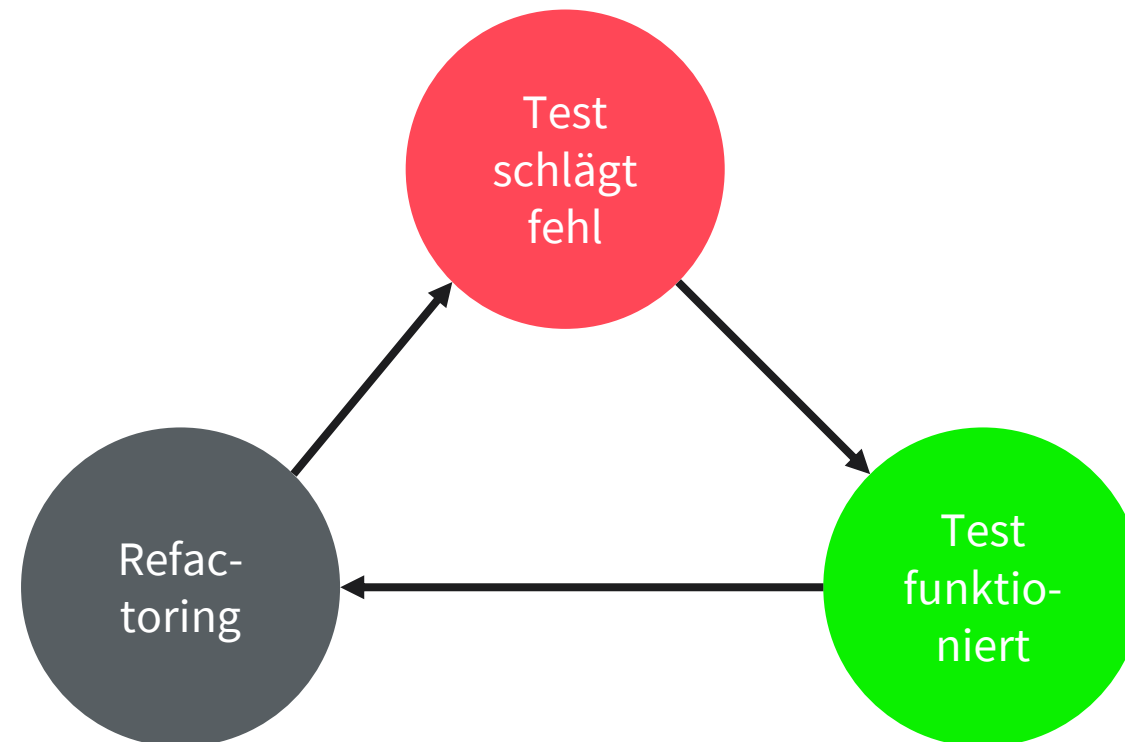 Test
schlägt
fehl
Refac-
toring
Test
funktio-
niert